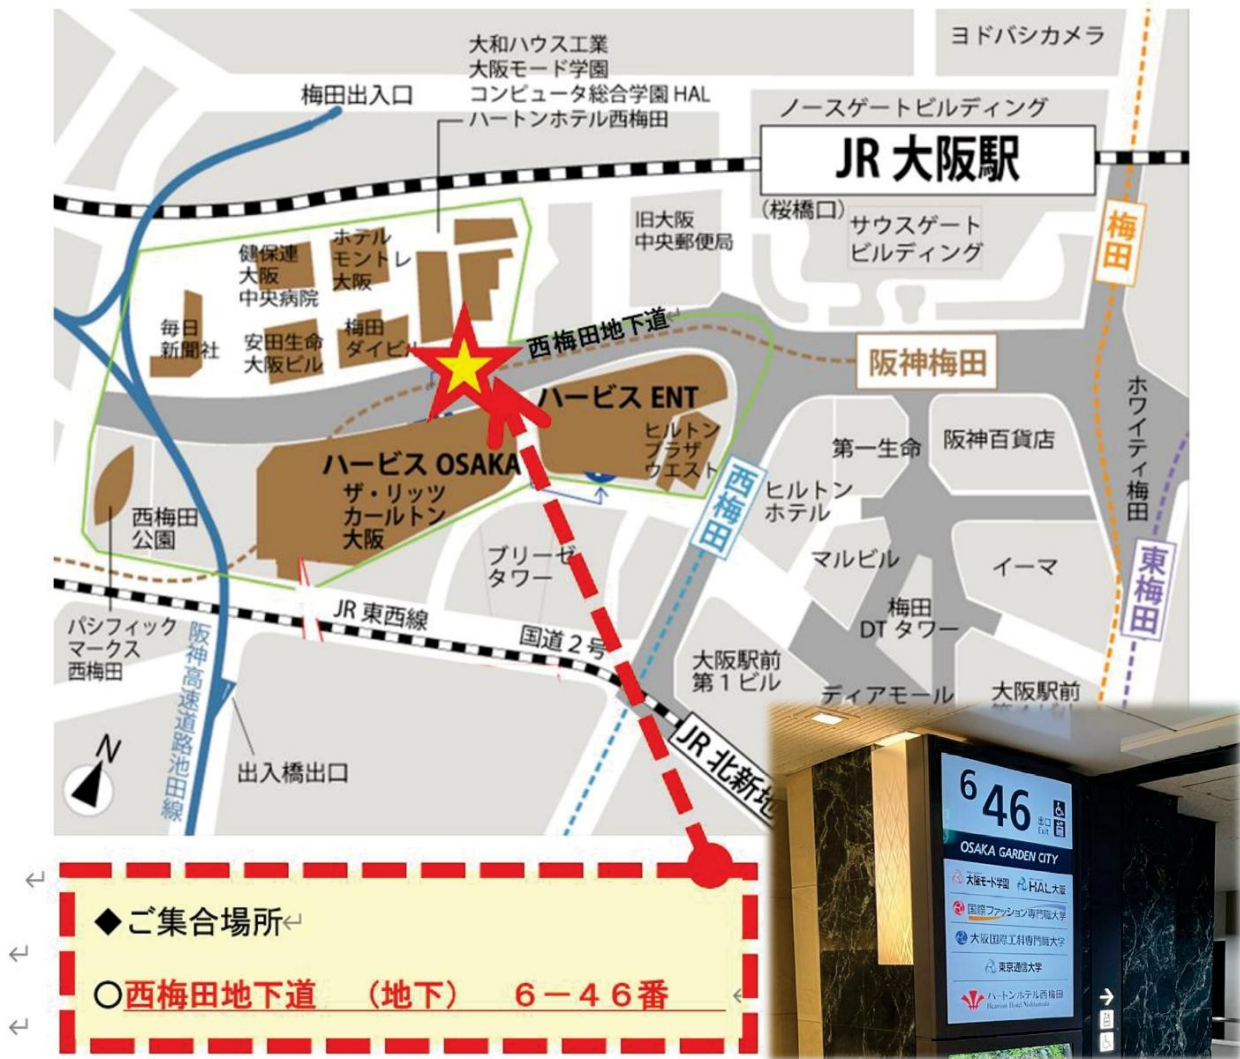 大和ハウス工業
大阪モード学園
コンピュータ総合学園 HAL
ハートンホテル西梅田
梅田出入口
ヨドバシカメラ
ノースゲートビルディング
JR 大阪駅
(桜橋口)
サウスゲート
ビルディング
旧大阪
中央郵便局
梅田
健保連
大阪
中央病院
ホテル
モントレ
大阪
毎日
新聞社
安田生命
大阪ビル
梅田
ダイビル
西梅田地下道
阪神梅田
ハービス ENT
ヒルトン
プラザ
ウエスト
ハービス OSAKA
ザ・リッツ
カールトン
大阪
西梅田
公園
西梅田
ヒルトン
ホテル
第一生命
阪神百貨店
ホワイティ梅田
東梅田
ブリーゼ
タワー
マルビル
イーマ
梅田
DT タワー
JR 東西線
国道2号
大阪駅前
第1ビル
ディアモール
大阪駅前
パシフィック
マークス
西梅田
阪神高速道路池田線
出入橋出口
N
JR 北新地
6 46
出口
Exit
OSAKA GARDEN CITY
大阪モード学園 HAL大阪
国際ファッション専門職大学
大阪国際工科専門職大学
東京通信大学
ハートンホテル西梅田
Hearton Hotel Nishiumeda
◆ご集合場所
○西梅田地下道 （地下） 6－46番